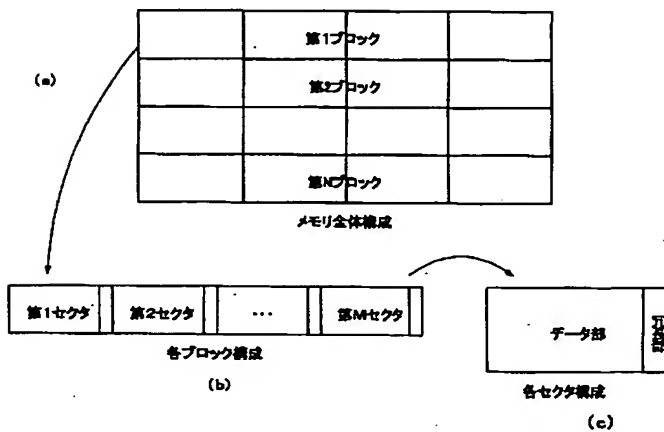 (a)
第1ブロック
第2ブロック
第Nブロック
メモリ全体構成
第1セクタ
第2セクタ
...
第Mセクタ
各ブロック構成
(b)
データ部
冗長部
各セクタ構成
(c)